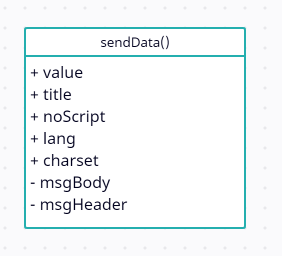 sendData()
+ value
+ title
+ noScript
+ lang
+ charset
- msgBody
- msgHeader